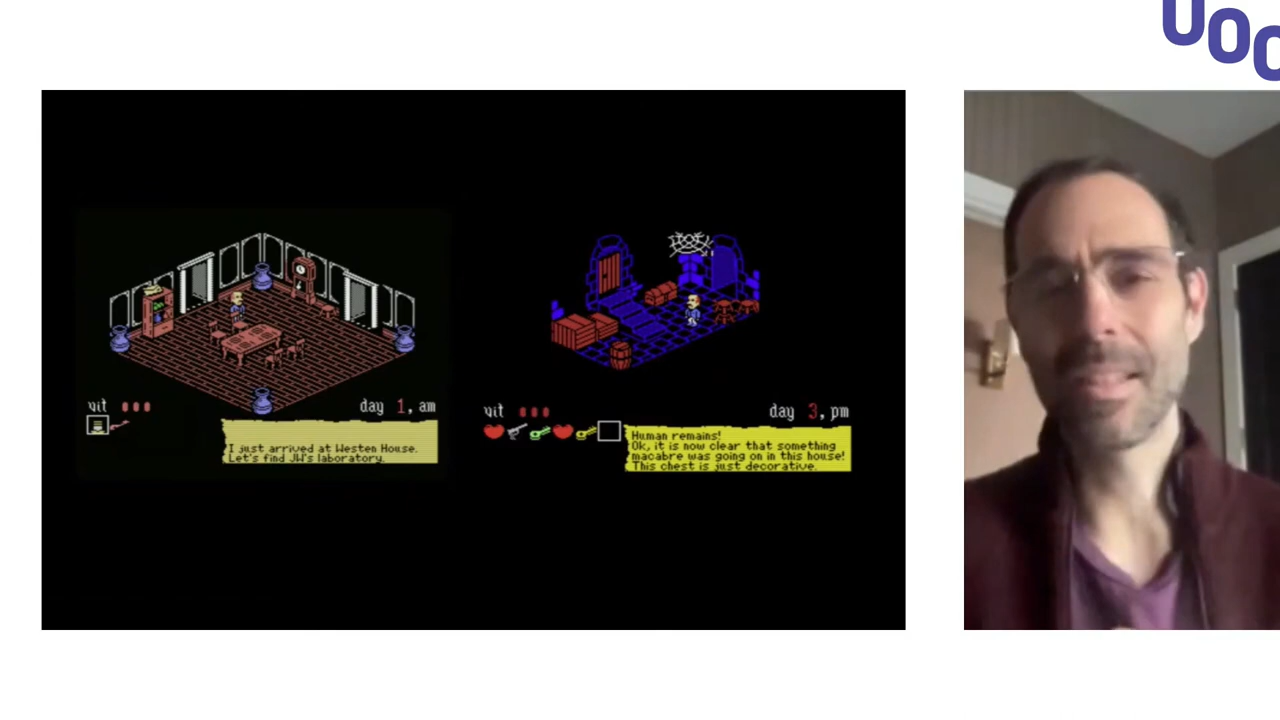 UOC
vit
day 1, am
I just arrived at Westen House.
Let's find JW's laboratory.
vit
day 3, pm
Human remains!
Ok, it is now clear that something
macabre was going on in this house!
This chest is just decorative.